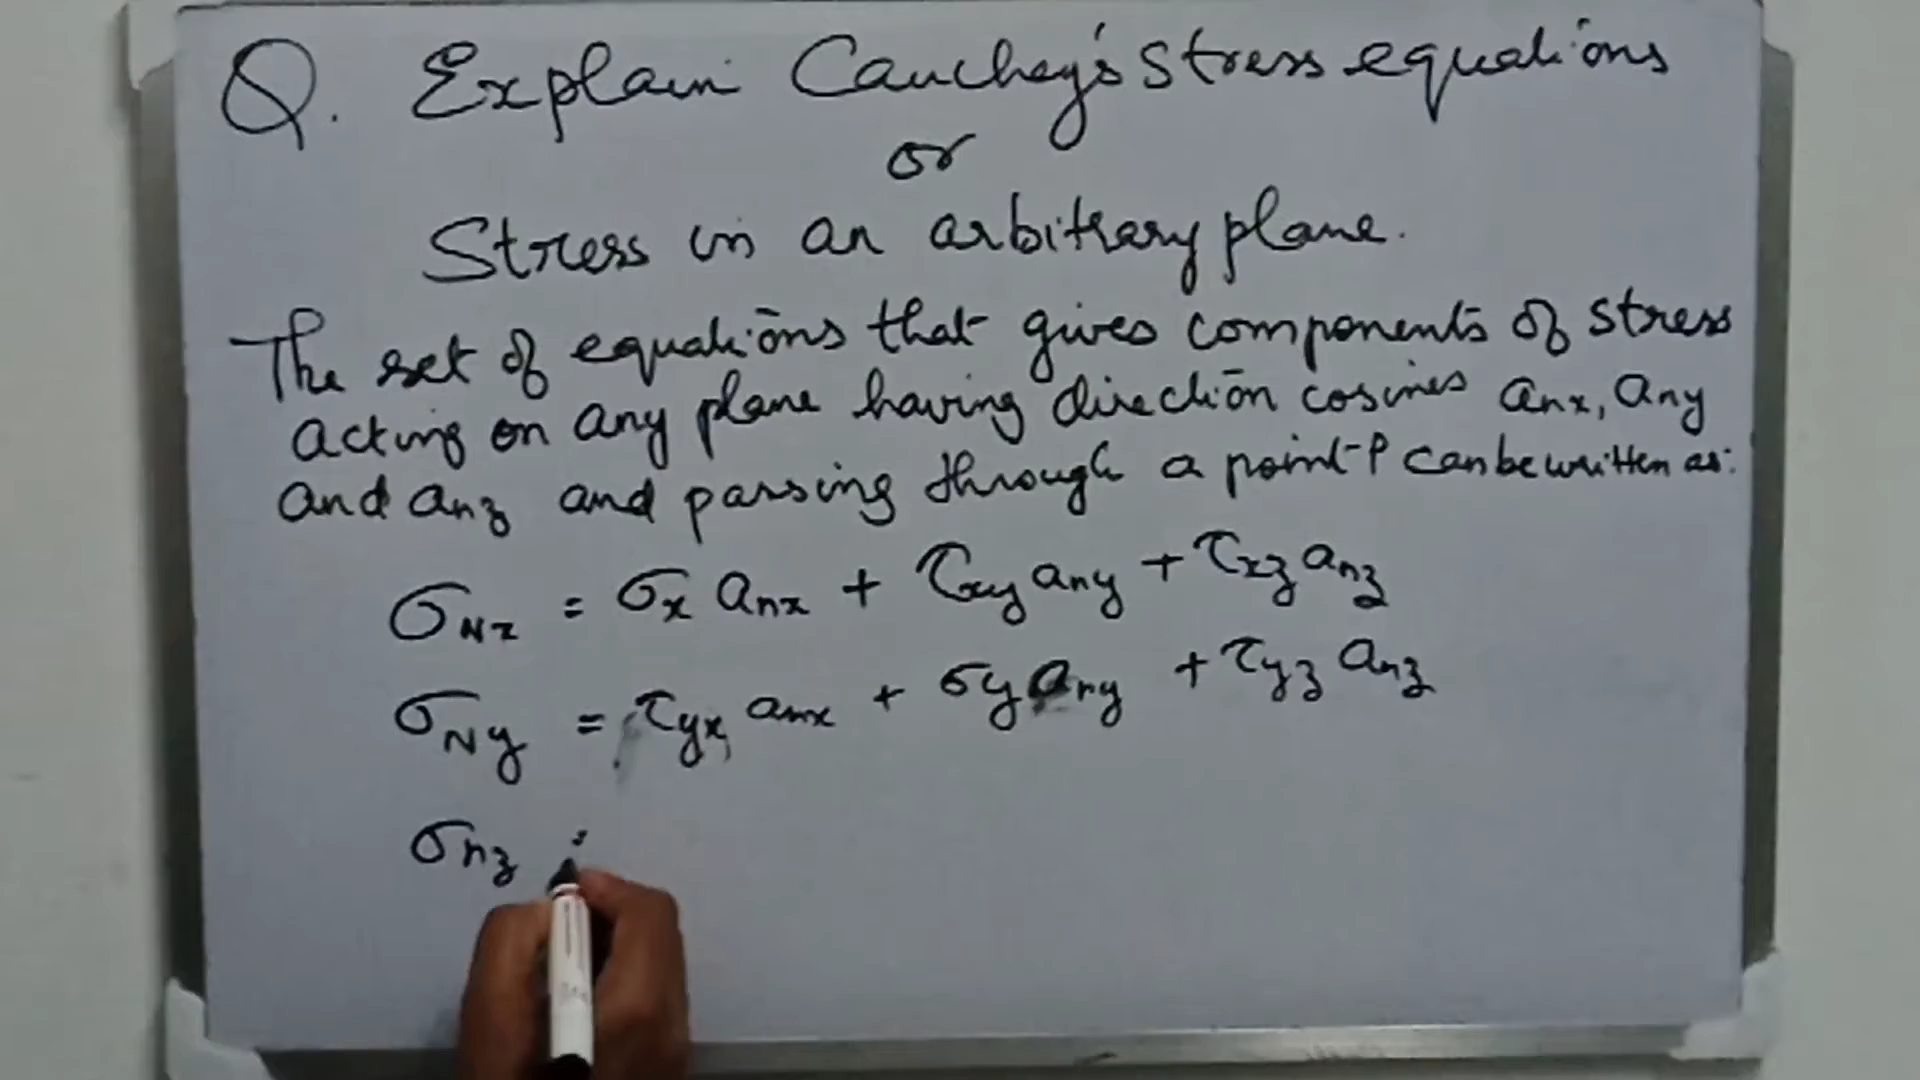 Q. Explain Cauchey's Stress equations
or
Stress in an arbitrary plane.
The set of equations that gives components of stress
acting on any plane having direction cosines anx, any
and anz and passing through a point P can be written as:
σNx = σx anx + τxy any + τxz anz
σNy = τyx anx + σy any + τyz anz
σnz =